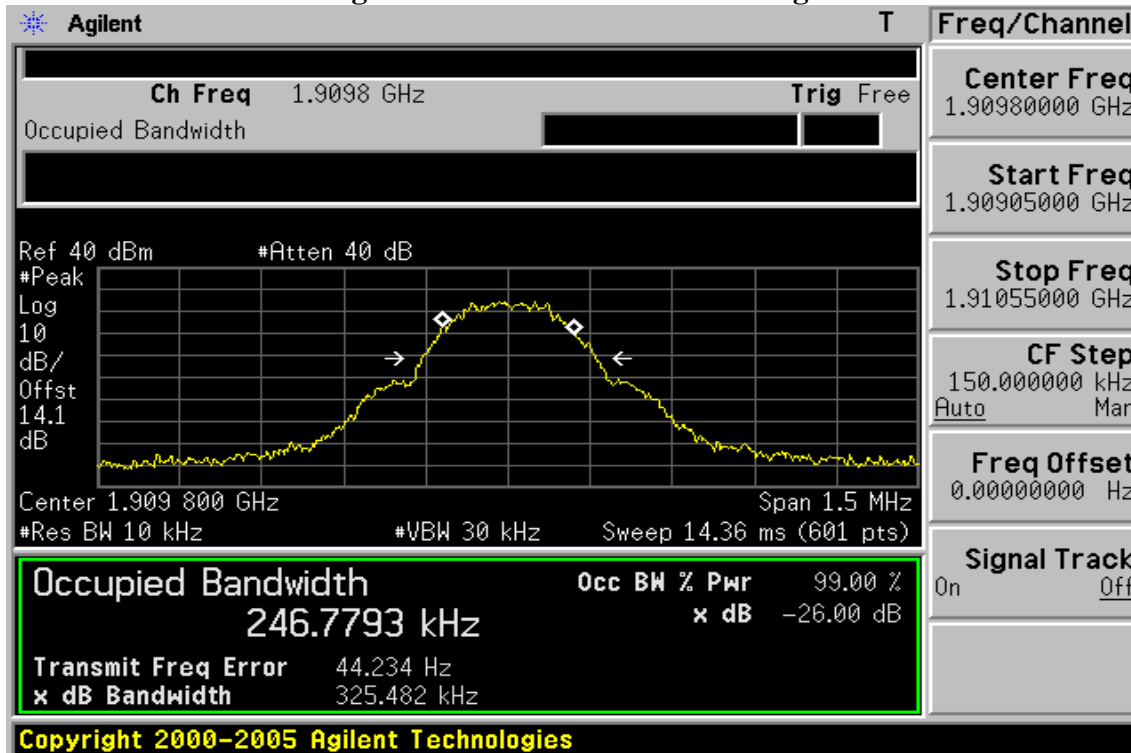 Agilent T
Freq/Channel
Ch Freq 1.9098 GHz Trig Free
Occupied Bandwidth
Center Freq
1.90980000 GHz
Start Freq
1.90905000 GHz
Stop Freq
1.91055000 GHz
CF Step
150.000000 kHz
Auto Man
Freq Offset
0.00000000 Hz
Signal Track
On Off
Ref 40 dBm #Atten 40 dB
#Peak
Log
10
dB/
Offst
14.1
dB
Center 1.909 800 GHz Span 1.5 MHz
#Res BW 10 kHz #VBW 30 kHz Sweep 14.36 ms (601 pts)
Occupied Bandwidth
246.7793 kHz
Occ BW % Pwr 99.00 %
x dB -26.00 dB
Transmit Freq Error 44.234 Hz
x dB Bandwidth 325.482 kHz
Copyright 2000-2005 Agilent Technologies